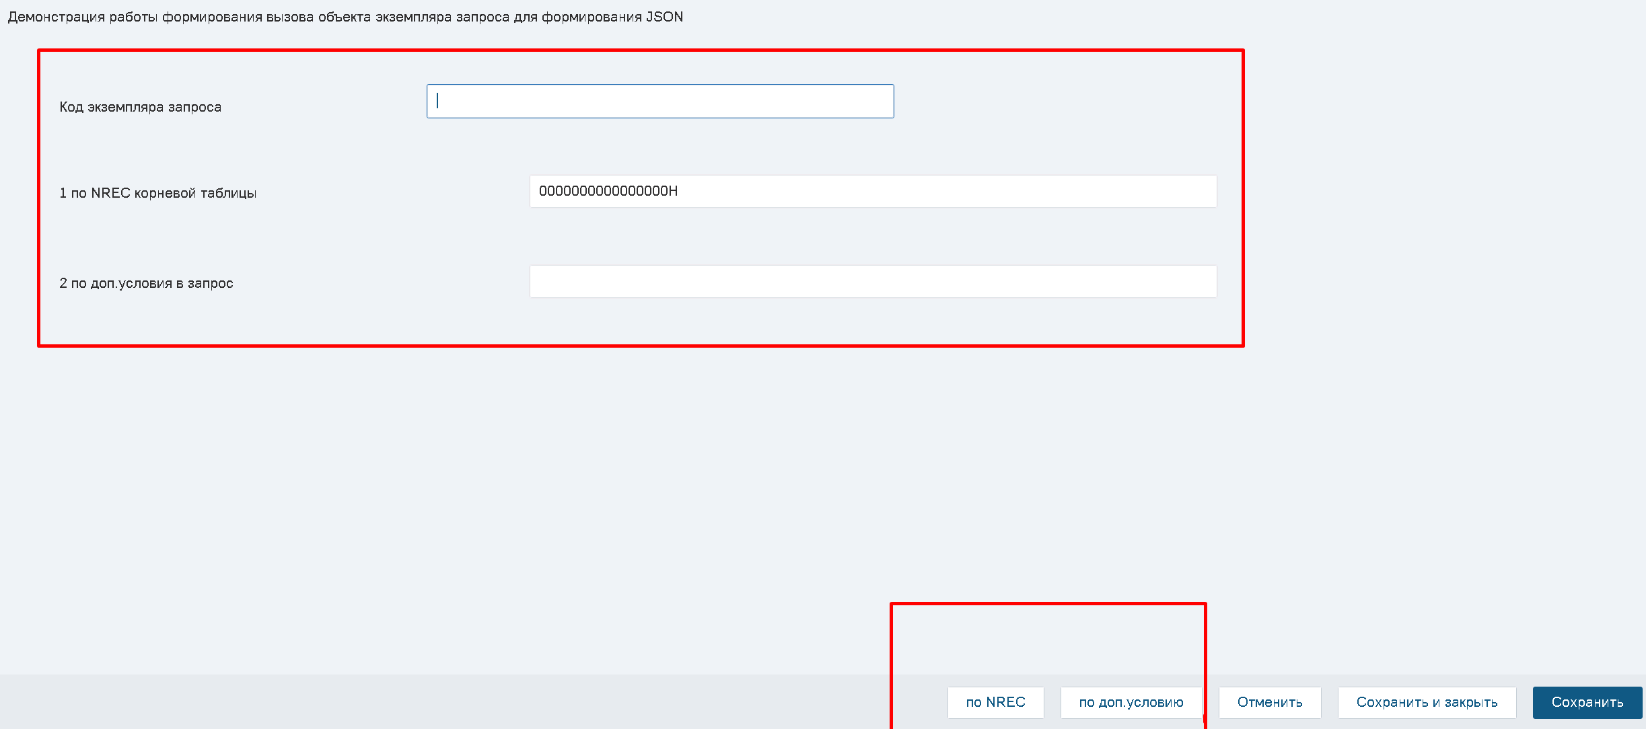 Демонстрация работы формирования вызова объекта экземпляра запроса для формирования JSON
Код экземпляра запроса
1 по NREC корневой таблицы
0000000000000000H
2 по доп.условия в запрос
по NREC
по доп.условию
Отменить
Сохранить и закрыть
Сохранить